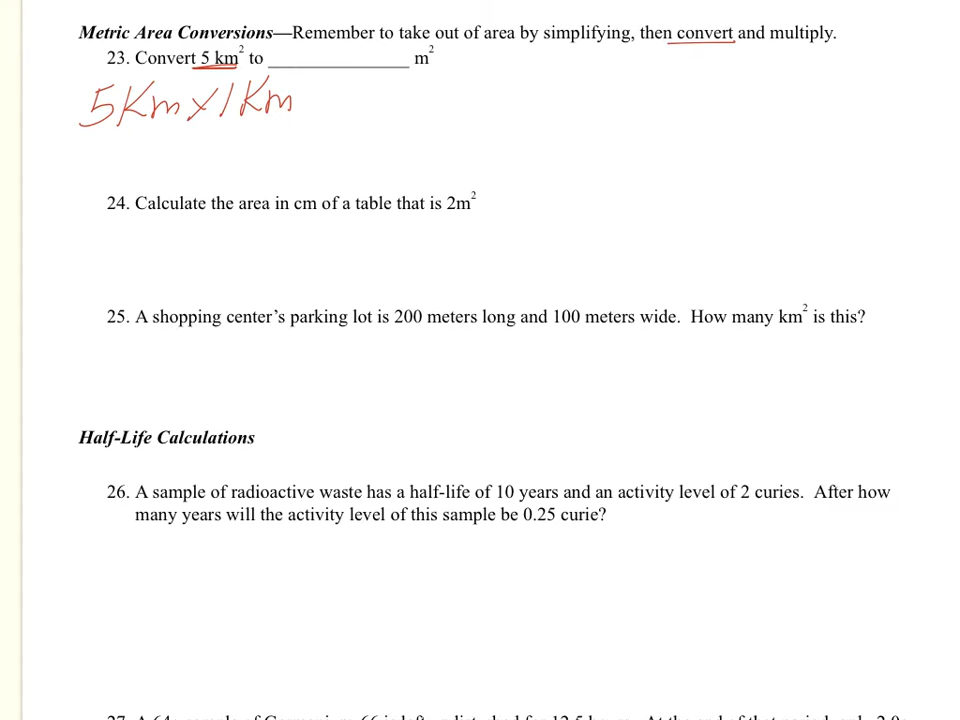 Metric Area Conversions—Remember to take out of area by simplifying, then convert and multiply.
23. Convert 5 km² to _______________ m²
5Km x 1 Km
24. Calculate the area in cm of a table that is 2m²
25. A shopping center’s parking lot is 200 meters long and 100 meters wide.  How many km² is this?
Half-Life Calculations
26. A sample of radioactive waste has a half-life of 10 years and an activity level of 2 curies.  After how
many years will the activity level of this sample be 0.25 curie?